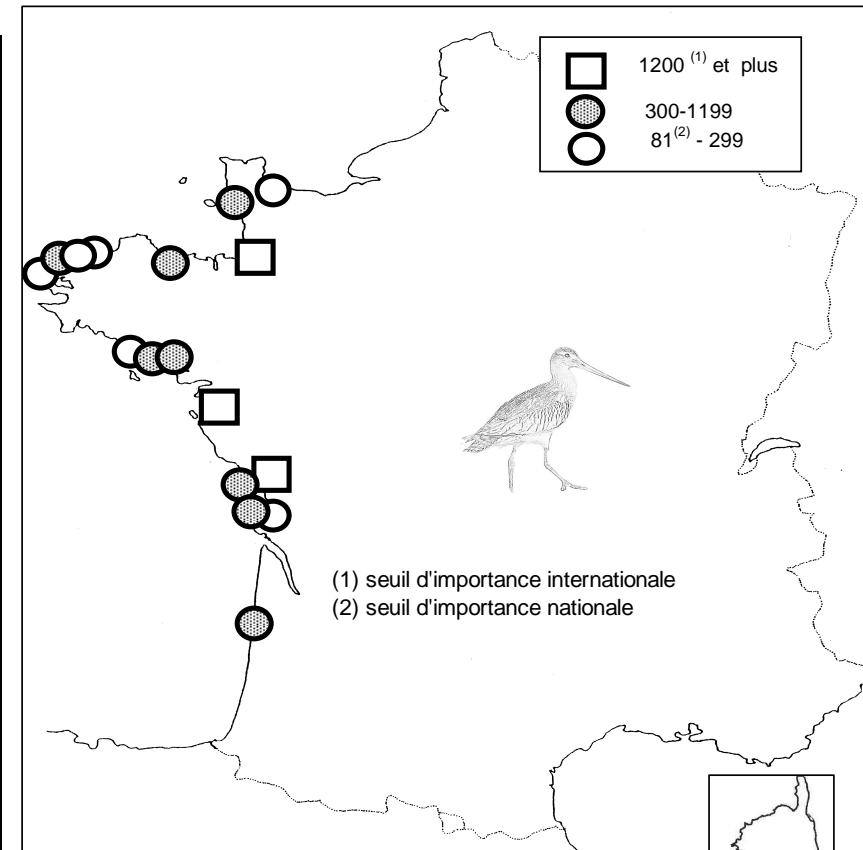 1200 (1) et plus
300-1199
81(2) - 299
(1) seuil d'importance internationale
(2) seuil d'importance nationale